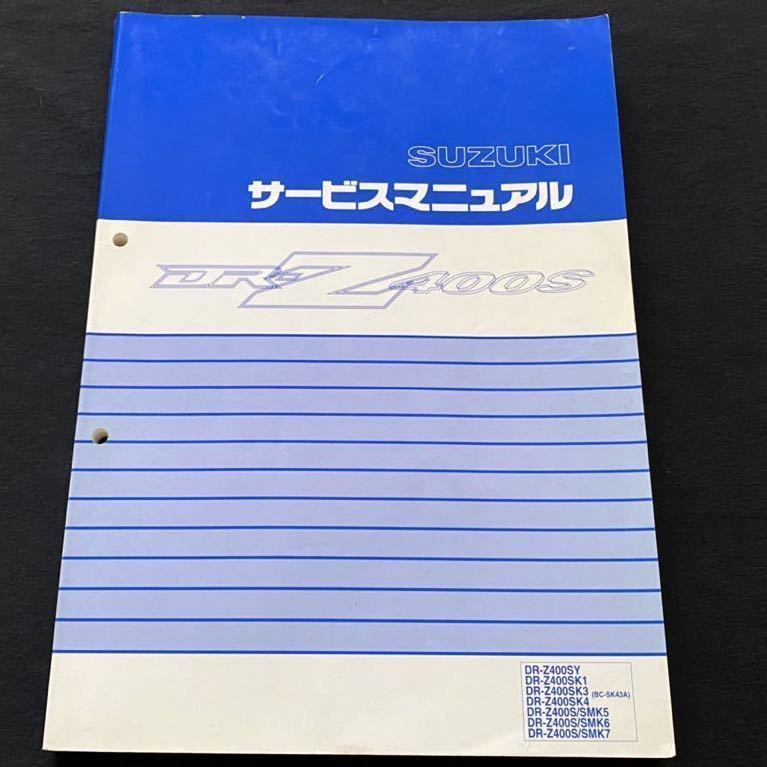 SUZUKI
サービスマニュアル
DR-Z400S
DR-Z400SY
DR-Z400SK1
DR-Z400SK3 (BC-SK43A)
DR-Z400SK4
DR-Z400S/SMK5
DR-Z400S/SMK6
DR-Z400S/SMK7